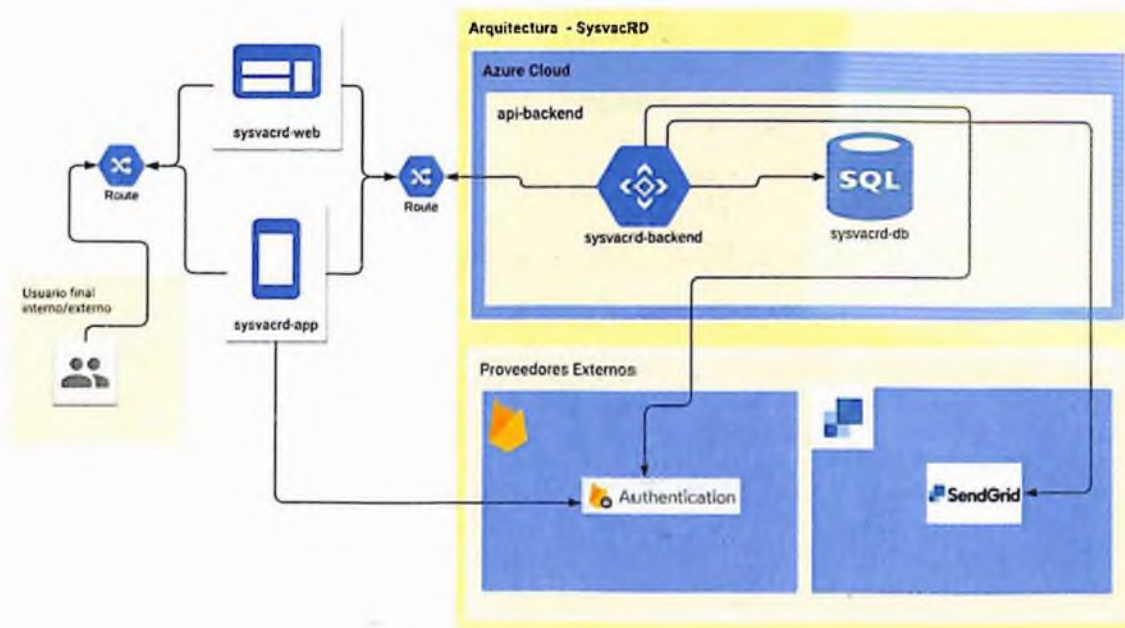 Arquitectura - SysvacRD
Azure Cloud
api-backend
sysvacrd-web
Route
Route
SQL
sysvacrd-backend
sysvacrd-db
Usuario final
interno/externo
sysvacrd-app
Proveedores Externos
Authentication
SendGrid